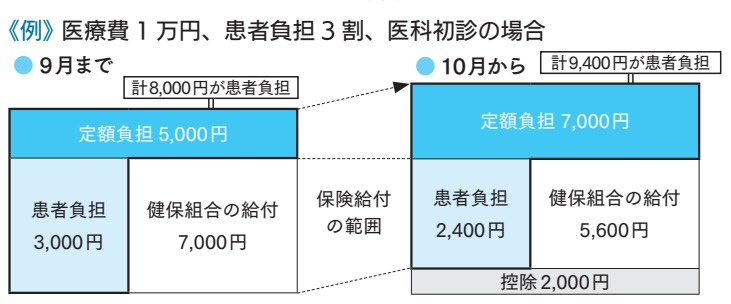 《例》医療費１万円、患者負担３割、医科初診の場合
● 9月まで
計8,000円が患者負担
定額負担 5,000円
患者負担
3,000円
健保組合の給付
7,000円
保険給付
の範囲
● 10月から
計9,400円が患者負担
定額負担 7,000円
患者負担
2,400円
健保組合の給付
5,600円
控除2,000円